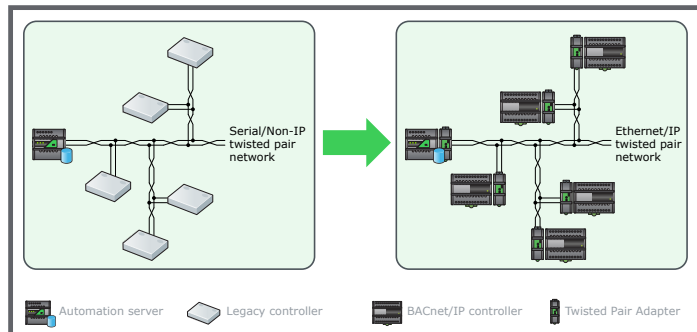 Serial/Non-IP
twisted pair
network
Ethernet/IP
twisted pair
network
Automation server
Legacy controller
BACnet/IP controller
Twisted Pair Adapter